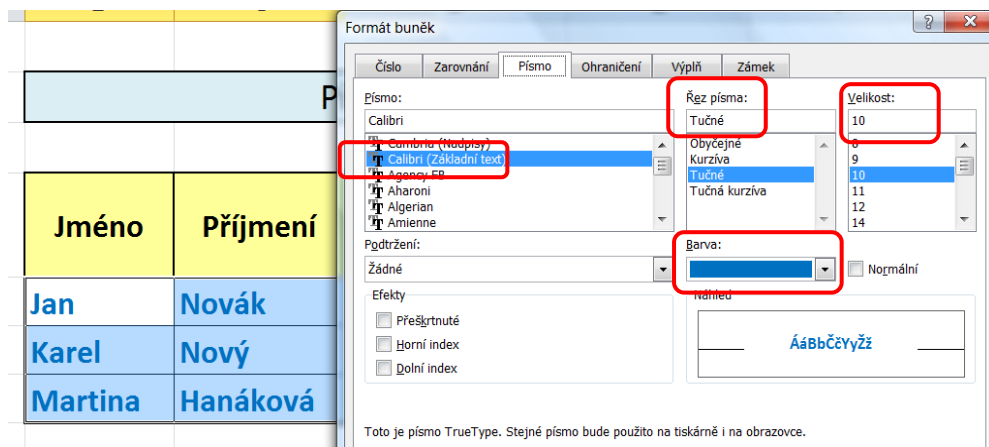 Formát buněk
Číslo Zarovnání Písmo Ohraničení Výplň Zámek
Písmo: Řez písma: Velikost:
Calibri Tučné 10
Cambria (Nadpisy)
Calibri (Základní text)
Agency FB
Aharoni
Algerian
Amienne
Obyčejné
Kurzíva
Tučné
Tučná kurzíva
8
9
10
11
12
14
Podtržení: Barva:
Žádné Normální
Efekty
Přeškrtnuté
Horní index
Dolní index
Náhled
ÁáBbČčYyŽž
Toto je písmo TrueType. Stejné písmo bude použito na tiskárně i na obrazovce.
P
Jméno Příjmení
Jan Novák
Karel Nový
Martina Hanáková